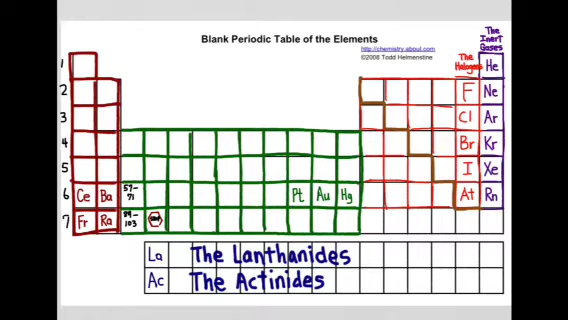 The
Inert
Gases
Blank Periodic Table of the Elements
http://chemistry.about.com
©2008 Todd Helmenstine
The
Halogens
1 He
2 F Ne
3 Cl Ar
4 Br Kr
5 I Xe
6 Ce Ba 57-71 Pt Au Hg At Rn
7 Fr Ra 89-103
La The Lanthanides
Ac The Actinides